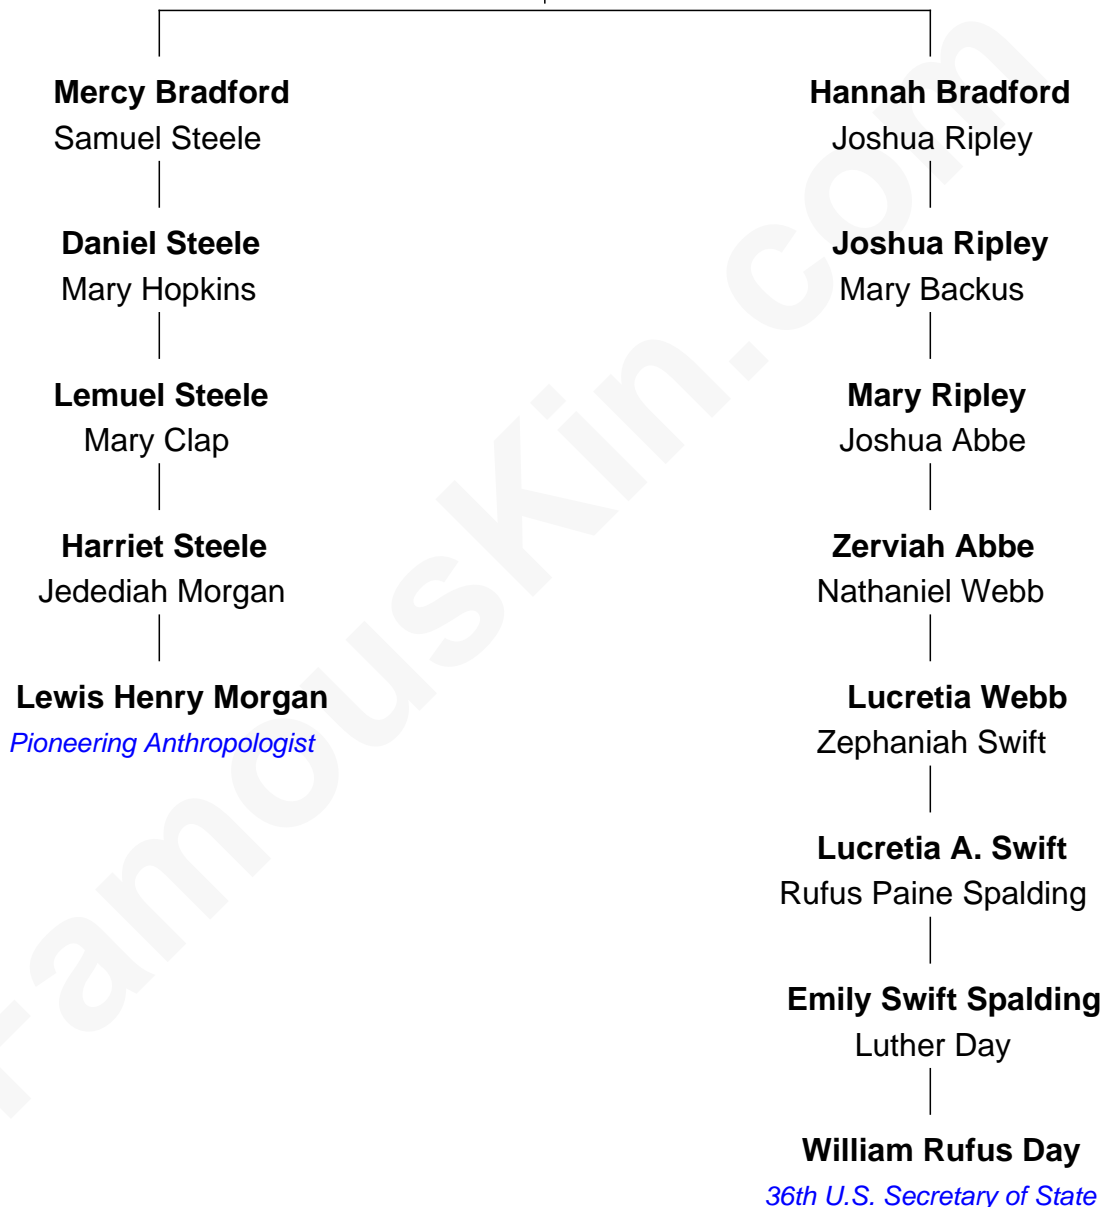 Mercy Bradford
Samuel Steele
Daniel Steele
Mary Hopkins
Lemuel Steele
Mary Clap
Harriet Steele
Jedediah Morgan
Lewis Henry Morgan
Pioneering Anthropologist
Hannah Bradford
Joshua Ripley
Joshua Ripley
Mary Backus
Mary Ripley
Joshua Abbe
Zerviah Abbe
Nathaniel Webb
Lucretia Webb
Zephaniah Swift
Lucretia A. Swift
Rufus Paine Spalding
Emily Swift Spalding
Luther Day
William Rufus Day
36th U.S. Secretary of State
FamousKin.com